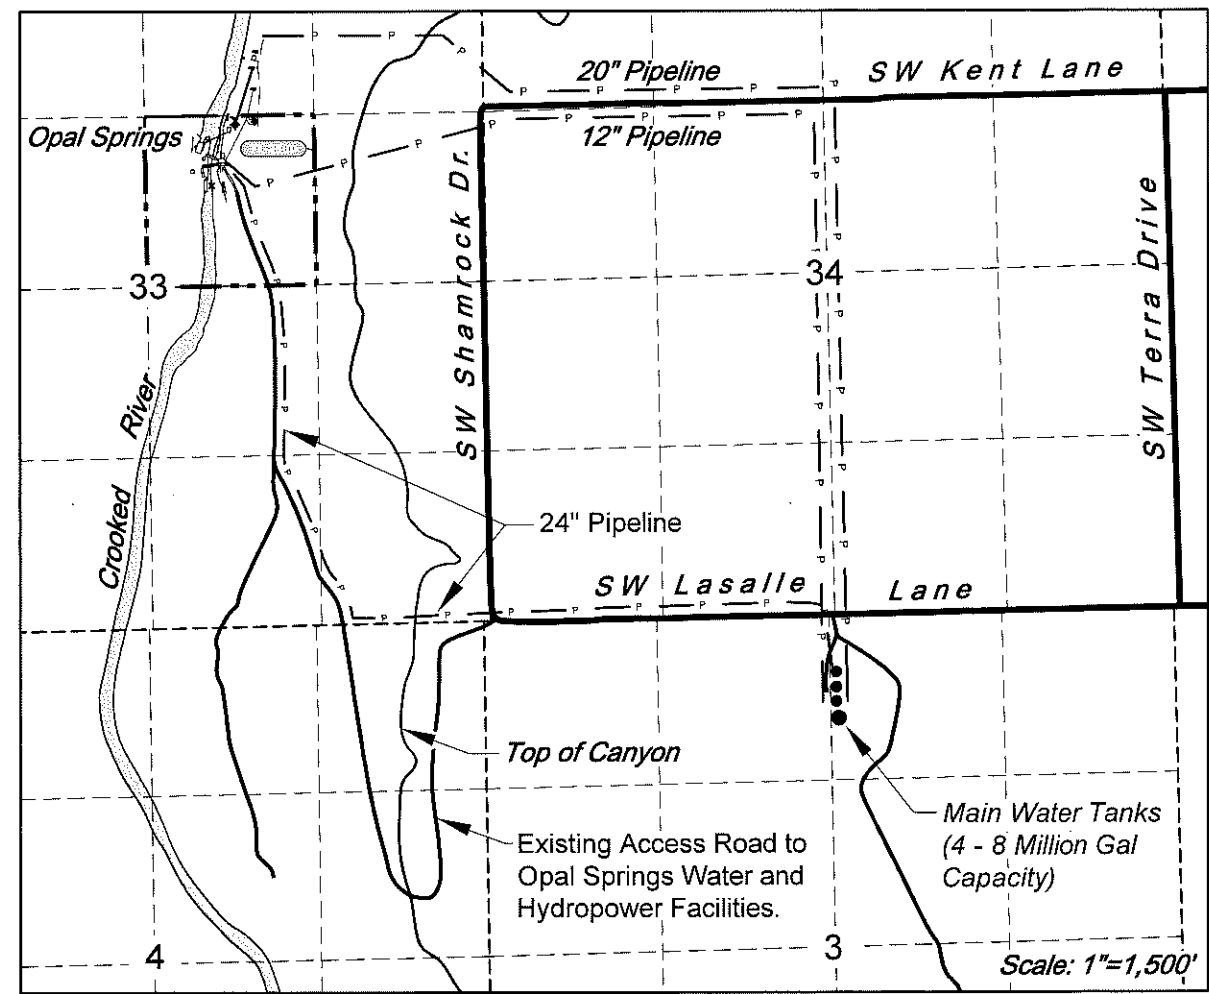 20" Pipeline
SW Kent Lane
Opal Springs
12" Pipeline
SW Shamrock Dr.
SW Terra Drive
33
34
Crooked River
24" Pipeline
SW Lasalle Lane
Top of Canyon
Main Water Tanks
(4 - 8 Million Gal
Capacity)
Existing Access Road to
Opal Springs Water and
Hydropower Facilities.
4
3
Scale: 1"=1,500'